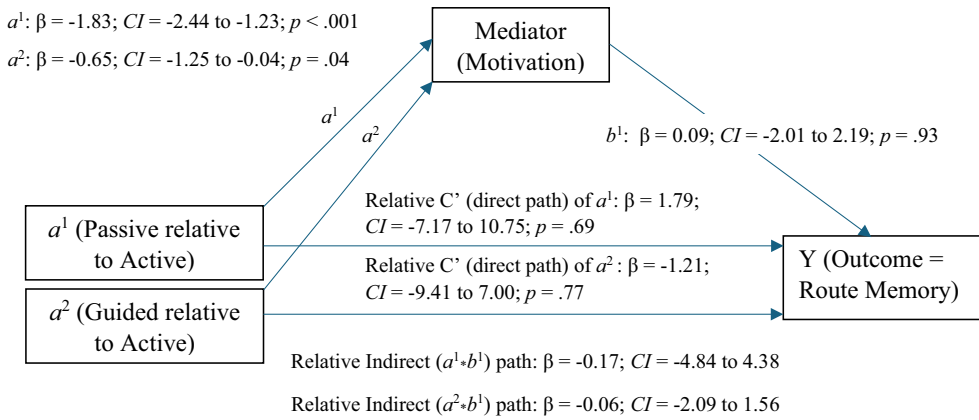 a¹: β = -1.83; CI = -2.44 to -1.23; p < .001
a²: β = -0.65; CI = -1.25 to -0.04; p = .04
Mediator
(Motivation)
a¹
a²
b¹: β = 0.09; CI = -2.01 to 2.19; p = .93
a¹ (Passive relative
to Active)
Relative C’ (direct path) of a¹: β = 1.79;
CI = -7.17 to 10.75; p = .69
Relative C’ (direct path) of a² : β = -1.21;
CI = -9.41 to 7.00; p = .77
a² (Guided relative
to Active)
Y (Outcome =
Route Memory)
Relative Indirect (a¹*b¹) path: β = -0.17; CI = -4.84 to 4.38
Relative Indirect (a²*b¹) path: β = -0.06; CI = -2.09 to 1.56